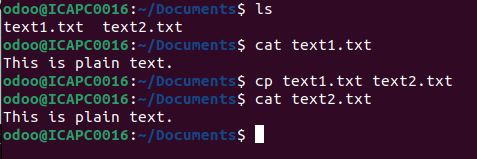 odoo@ICAPC0016:~/Documents$ ls
text1.txt  text2.txt
odoo@ICAPC0016:~/Documents$ cat text1.txt
This is plain text.
odoo@ICAPC0016:~/Documents$ cp text1.txt text2.txt
odoo@ICAPC0016:~/Documents$ cat text2.txt
This is plain text.
odoo@ICAPC0016:~/Documents$